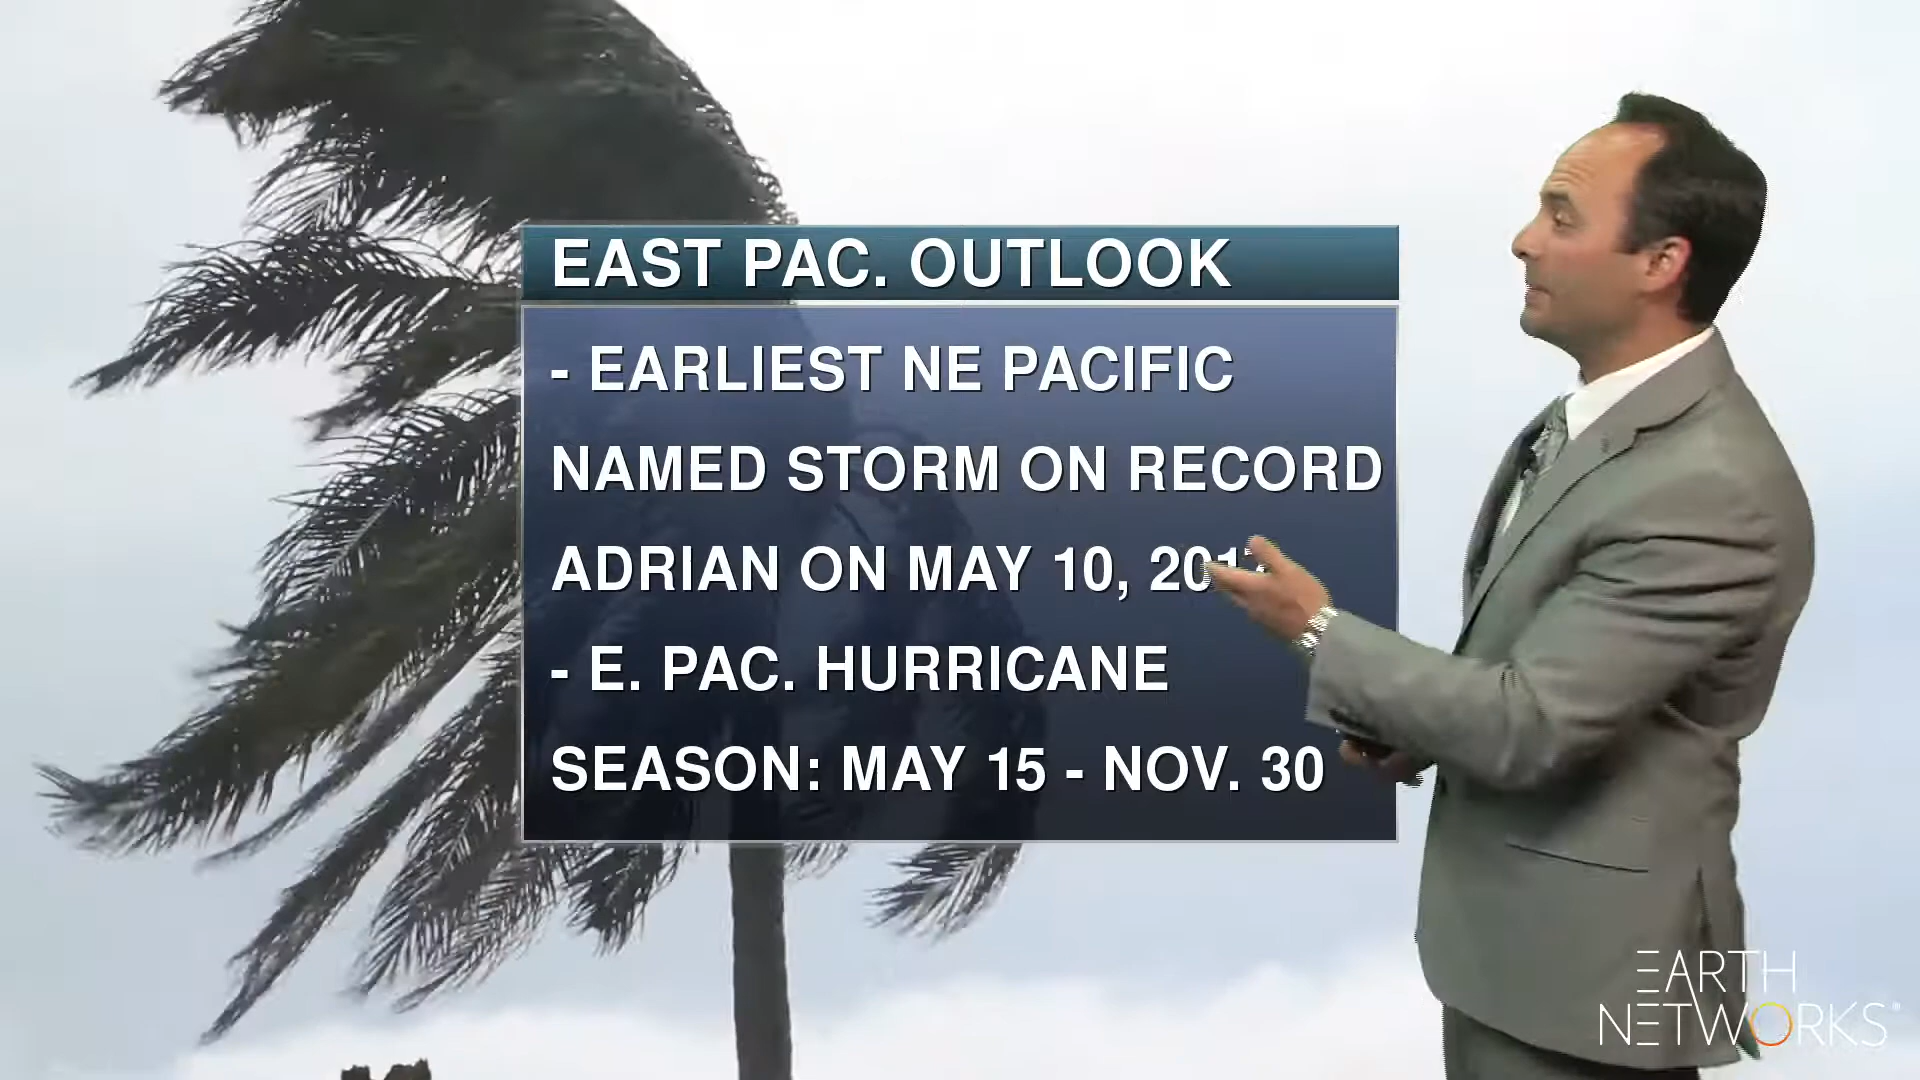 EAST PAC. OUTLOOK
- EARLIEST NE PACIFIC
NAMED STORM ON RECORD
ADRIAN ON MAY 10,
- E. PAC. HURRICANE
SEASON: MAY 15 - NOV. 30
EARTH
NETWORKS®